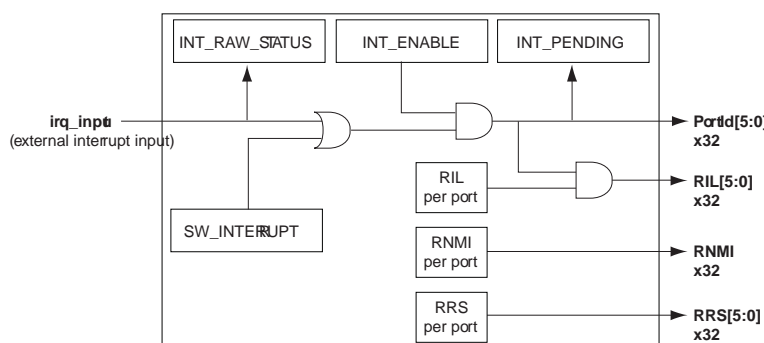 INT_RAW_STATUS
INT_ENABLE
INT_PENDING
irq_input
(external interrupt input)
PortId[5:0]
x32
RIL
per port
RIL[5:0]
x32
SW_INTERRUPT
RNMI
per port
RNMI
x32
RRS
per port
RRS[5:0]
x32